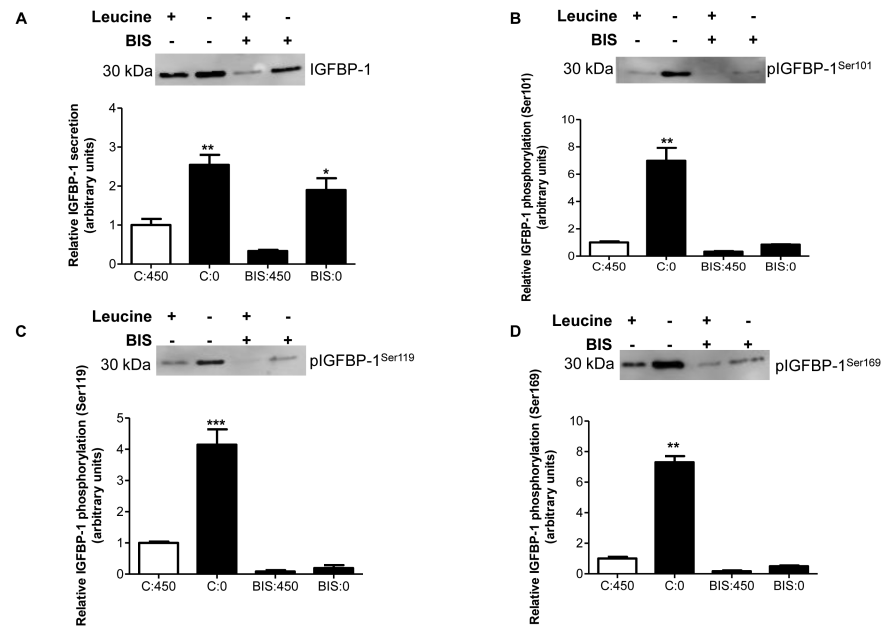 A
Leucine + - + -
BIS - - + +
30 kDa IGFBP-1
Relative IGFBP-1 secretion
(arbitrary units)
4
3
2
1
0
**
*
C:450 C:0 BIS:450 BIS:0
B
Leucine + - + -
BIS - - + +
30 kDa pIGFBP-1Ser101
Relative IGFBP-1 phosphorylation (Ser101)
(arbitrary units)
10
8
6
4
2
0
**
C:450 C:0 BIS:450 BIS:0
C
Leucine + - + -
BIS - - + +
30 kDa pIGFBP-1Ser119
Relative IGFBP-1 phosphorylation (Ser119)
(arbitrary units)
5
4
3
2
1
0
***
C:450 C:0 BIS:450 BIS:0
D
Leucine + - + -
BIS - - + +
30 kDa pIGFBP-1Ser169
Relative IGFBP-1 phosphorylation (Ser169)
(arbitrary units)
10
8
6
4
2
0
**
C:450 C:0 BIS:450 BIS:0